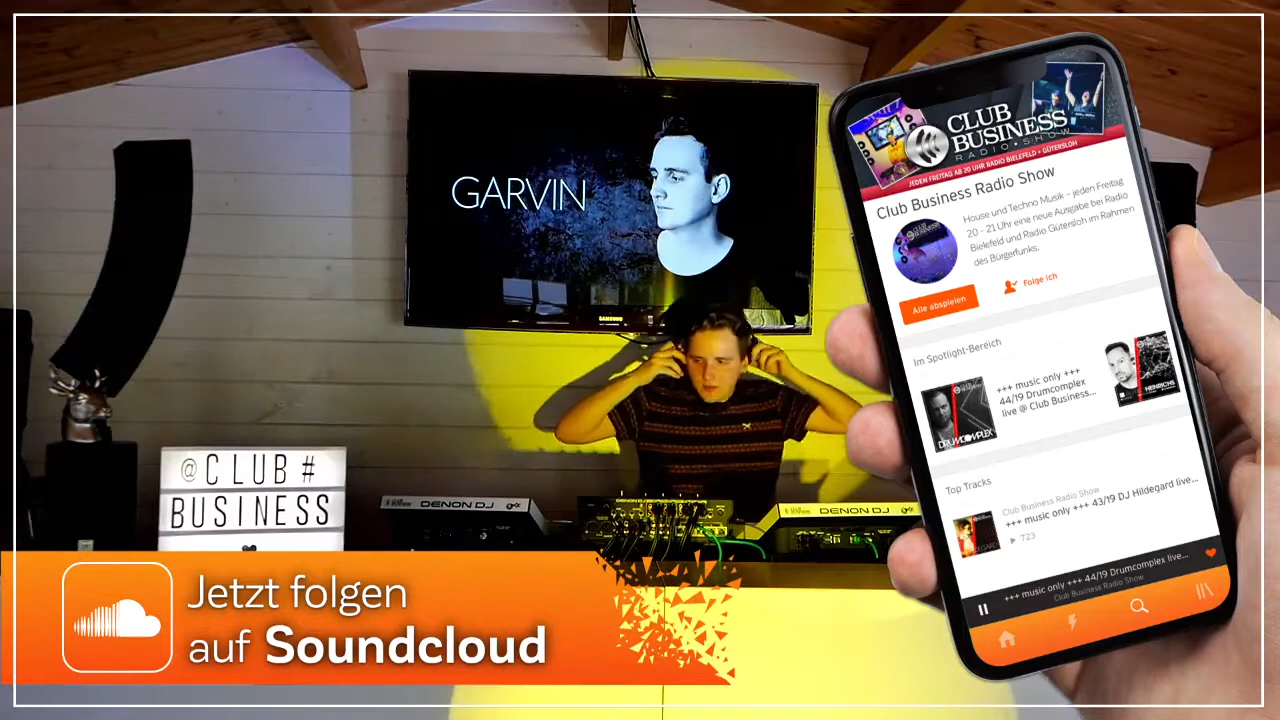 GARVIN
SAMSUNG
@CLUB#
BUSINESS
DENON DJ
DENON DJ
Jetzt folgen
auf Soundcloud
CLUB
BUSINESS
RADIO•SHOW
JEDEN FREITAG AB 20 UHR RADIO BIELEFELD + GÜTERSLOH
Club Business Radio Show
House und Techno Musik – jeden Freitag
20 - 21 Uhr eine neue Ausgabe bei Radio
Bielefeld und Radio Gütersloh im Rahmen
des Bürgerfunks.
Alle abspielen
Folge ich
Im Spotlight-Bereich
+++ music only +++
44/19 Drumcomplex
live @ Club Business...
DRUMCOMPLEX
HEINRICHS
Top Tracks
Club Business Radio Show
+++ music only +++ 43/19 DJ Hildegard live...
723
+++ music only +++ 44/19 Drumcomplex live...
Club Business Radio Show